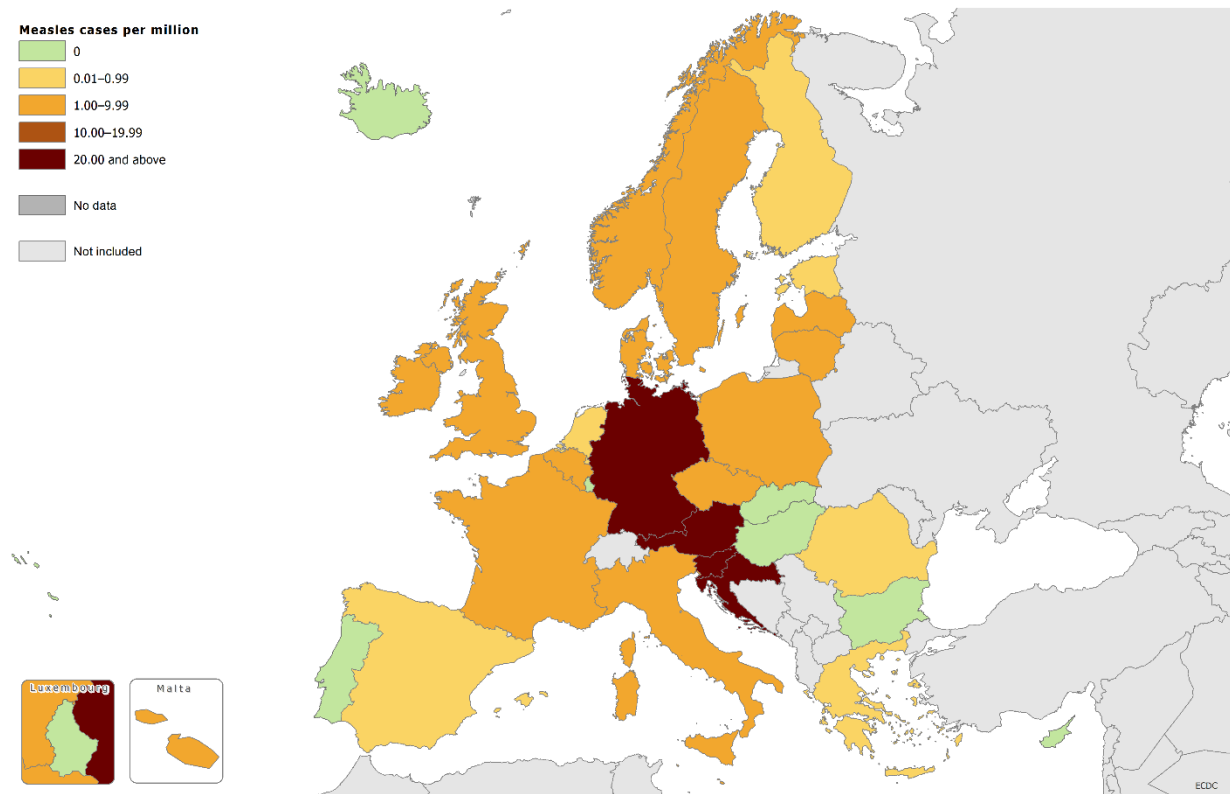 Measles cases per million
0
0.01–0.99
1.00–9.99
10.00–19.99
20.00 and above
No data
Not included
Luxembourg
Malta
ECDC